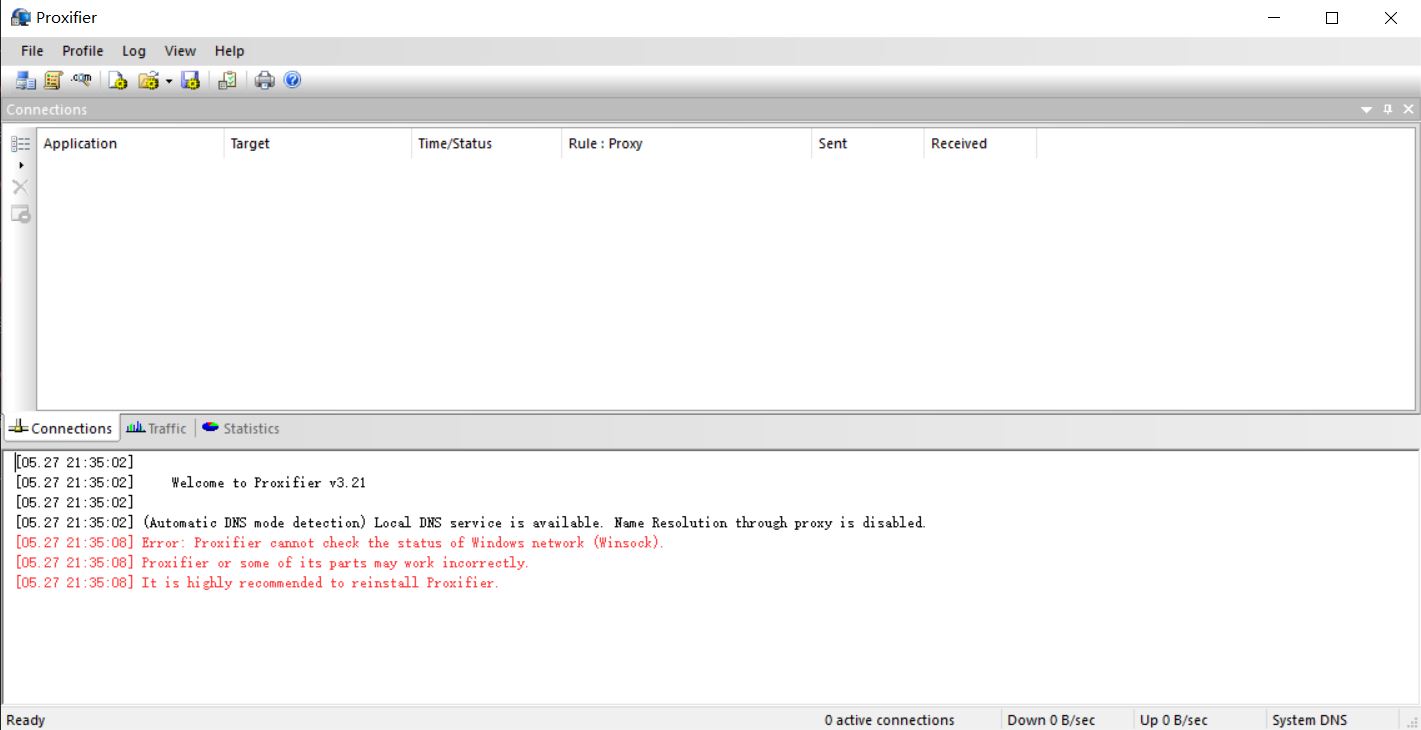 Proxifier
File Profile Log View Help
.com
Connections
Application Target Time/Status Rule : Proxy Sent Received
Connections Traffic Statistics
[05.27 21:35:02]
[05.27 21:35:02] Welcome to Proxifier v3.21
[05.27 21:35:02]
[05.27 21:35:02] (Automatic DNS mode detection) Local DNS service is available. Name Resolution through proxy is disabled.
[05.27 21:35:08] Error: Proxifier cannot check the status of Windows network (Winsock).
[05.27 21:35:08] Proxifier or some of its parts may work incorrectly.
[05.27 21:35:08] It is highly recommended to reinstall Proxifier.
Ready 0 active connections Down 0 B/sec Up 0 B/sec System DNS